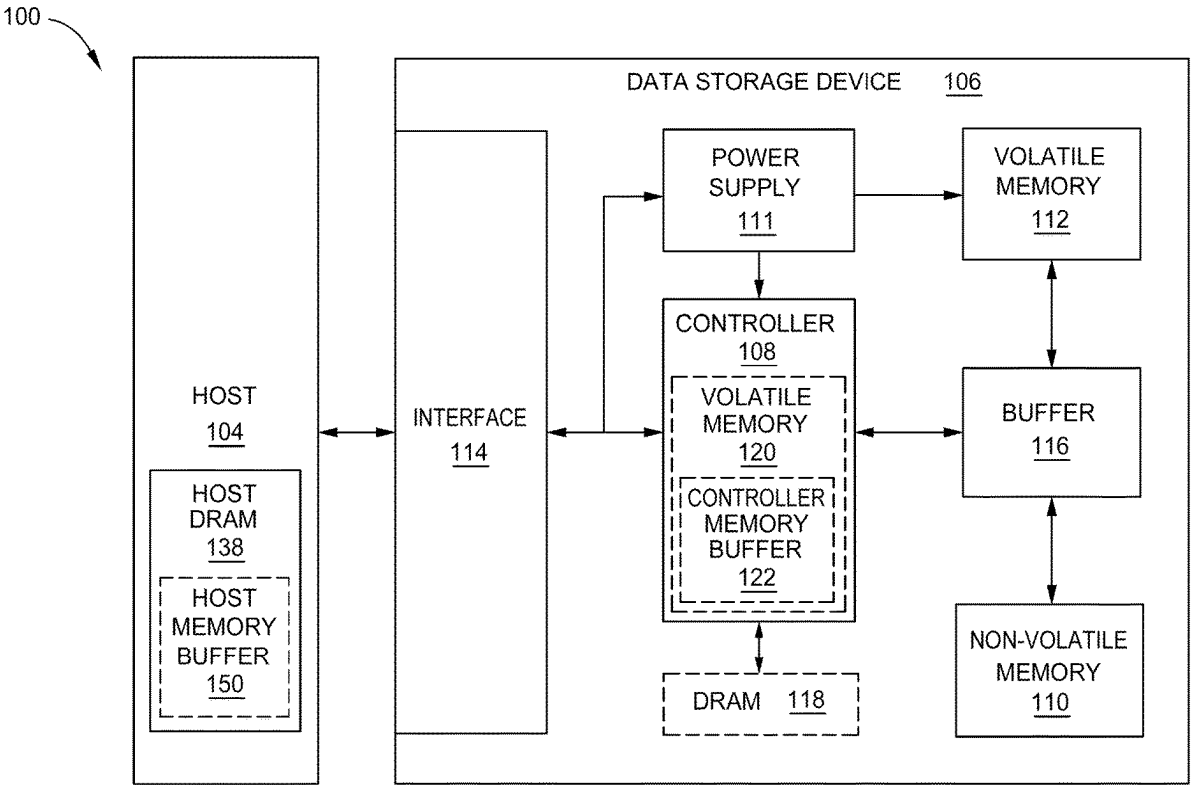 100
DATA STORAGE DEVICE 106
HOST
104
HOST
DRAM
138
HOST
MEMORY
BUFFER
150
INTERFACE
114
POWER
SUPPLY
111
VOLATILE
MEMORY
112
CONTROLLER
108
VOLATILE
MEMORY
120
CONTROLLER
MEMORY
BUFFER
122
BUFFER
116
DRAM 118
NON-VOLATILE
MEMORY
110